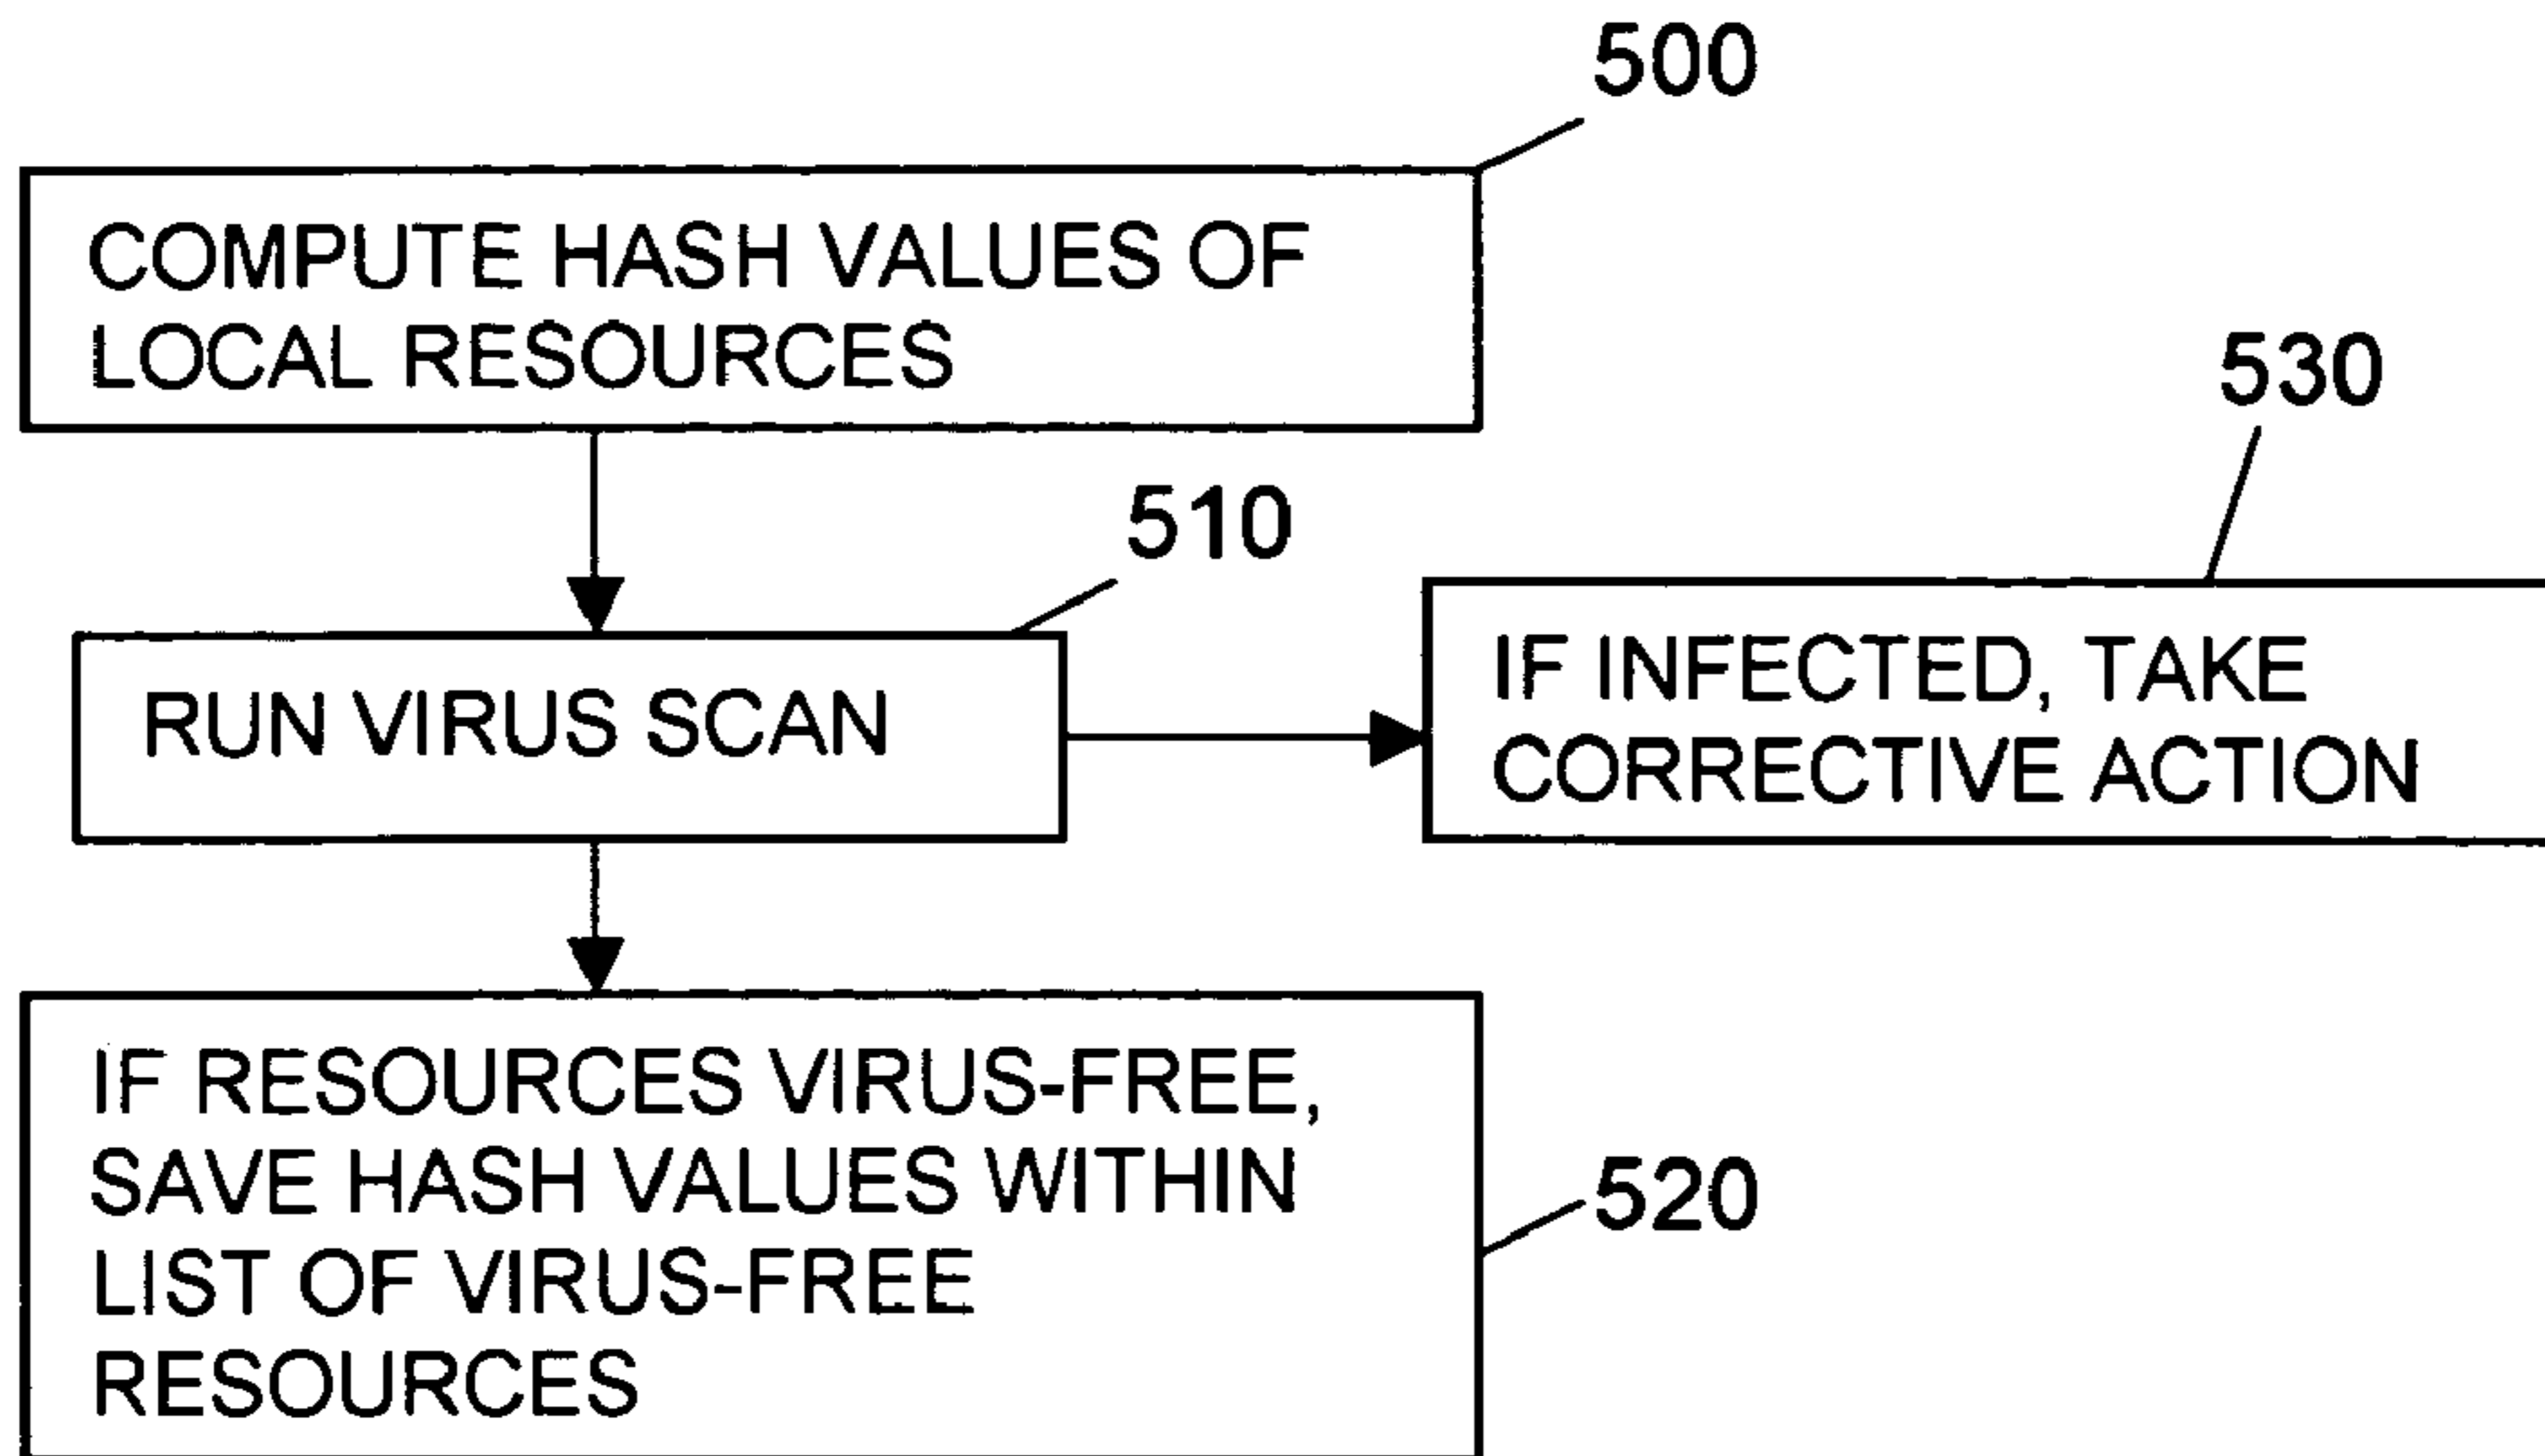 500
COMPUTE HASH VALUES OF
LOCAL RESOURCES
530
510
RUN VIRUS SCAN
IF INFECTED, TAKE
CORRECTIVE ACTION
IF RESOURCES VIRUS-FREE,
SAVE HASH VALUES WITHIN
LIST OF VIRUS-FREE
RESOURCES
520